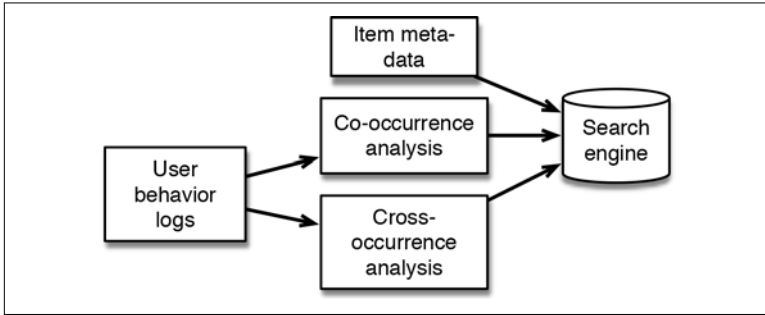 Item meta-
data
Co-occurrence
analysis
Search
engine
User
behavior
logs
Cross-
occurrence
analysis